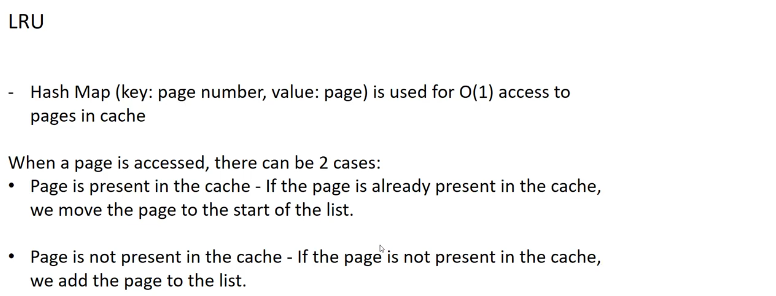 LRU
- Hash Map (key: page number, value: page) is used for O(1) access to
pages in cache
When a page is accessed, there can be 2 cases:
• Page is present in the cache - If the page is already present in the cache,
we move the page to the start of the list.
• Page is not present in the cache - If the page is not present in the cache,
we add the page to the list.